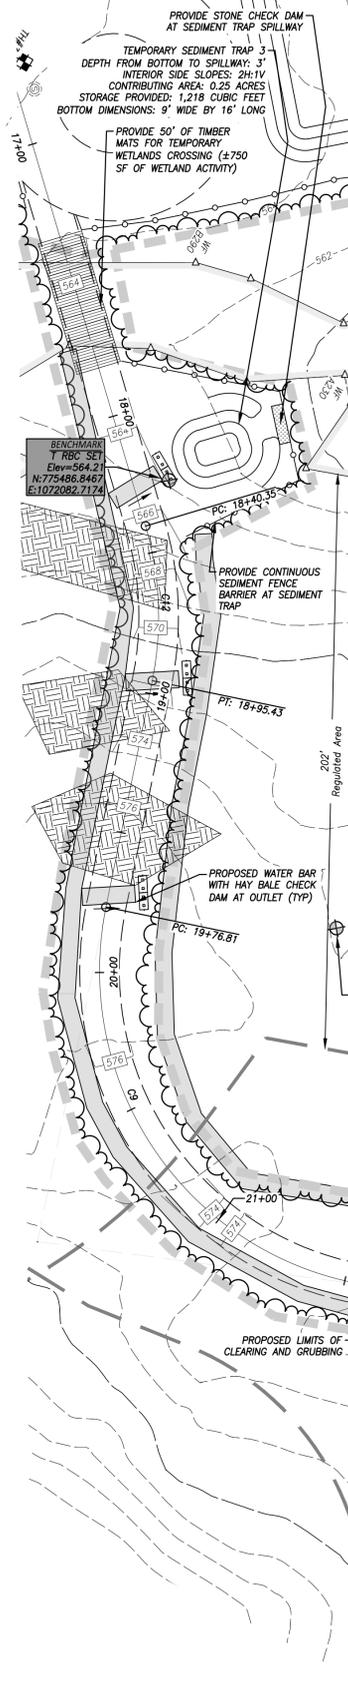 PROVIDE STONE CHECK DAM
AT SEDIMENT TRAP SPILLWAY
TEMPORARY SEDIMENT TRAP 3
DEPTH FROM BOTTOM TO SPILLWAY: 3'
INTERIOR SIDE SLOPES: 2H:1V
CONTRIBUTING AREA: 0.25 ACRES
STORAGE PROVIDED: 1,218 CUBIC FEET
BOTTOM DIMENSIONS: 9' WIDE BY 16' LONG
17+00
PROVIDE 50' OF TIMBER
MATS FOR TEMPORARY
WETLANDS CROSSING (±750
SF OF WETLAND ACTIVITY)
WF
B290
562
564
WF
A230
18+00
564
BENCHMARK
T RBC SET
Elev=564.21
N:775486.8467
E:1072082.7174
PC: 18+40.35
566
PROVIDE CONTINUOUS
SEDIMENT FENCE
BARRIER AT SEDIMENT
TRAP
568
570
19+00
PT: 18+95.43
574
202'
Regulated Area
576
PROPOSED WATER BAR
WITH HAY BALE CHECK
DAM AT OUTLET (TYP)
PC: 19+76.81
20+00
576
C9
21+00
574
574
PROPOSED LIMITS OF
CLEARING AND GRUBBING